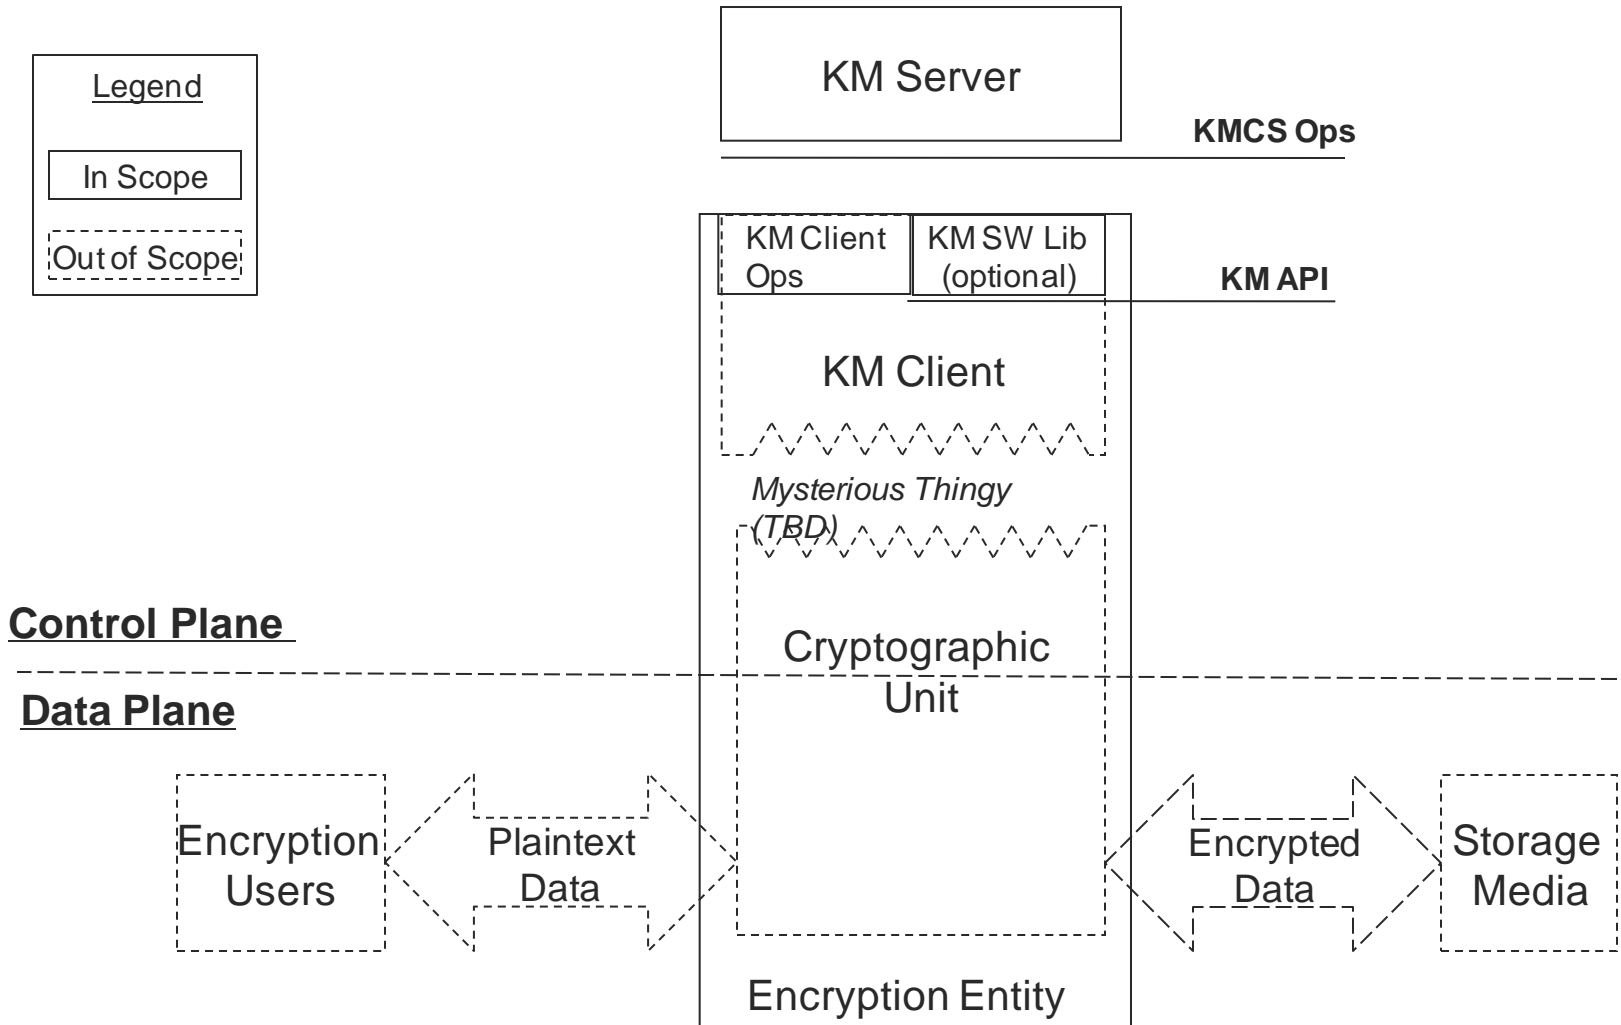 KM Server
Legend
KMCS Ops
In Scope
Out of Scope
KM Client
Ops
KM SW Lib
(optional)
KM API
KM Client
Mysterious Thingy
(TBD)
Control Plane
Cryptographic
Unit
Data Plane
Encryption
Users
Plaintext
Data
Encrypted
Data
Storage
Media
Encryption Entity